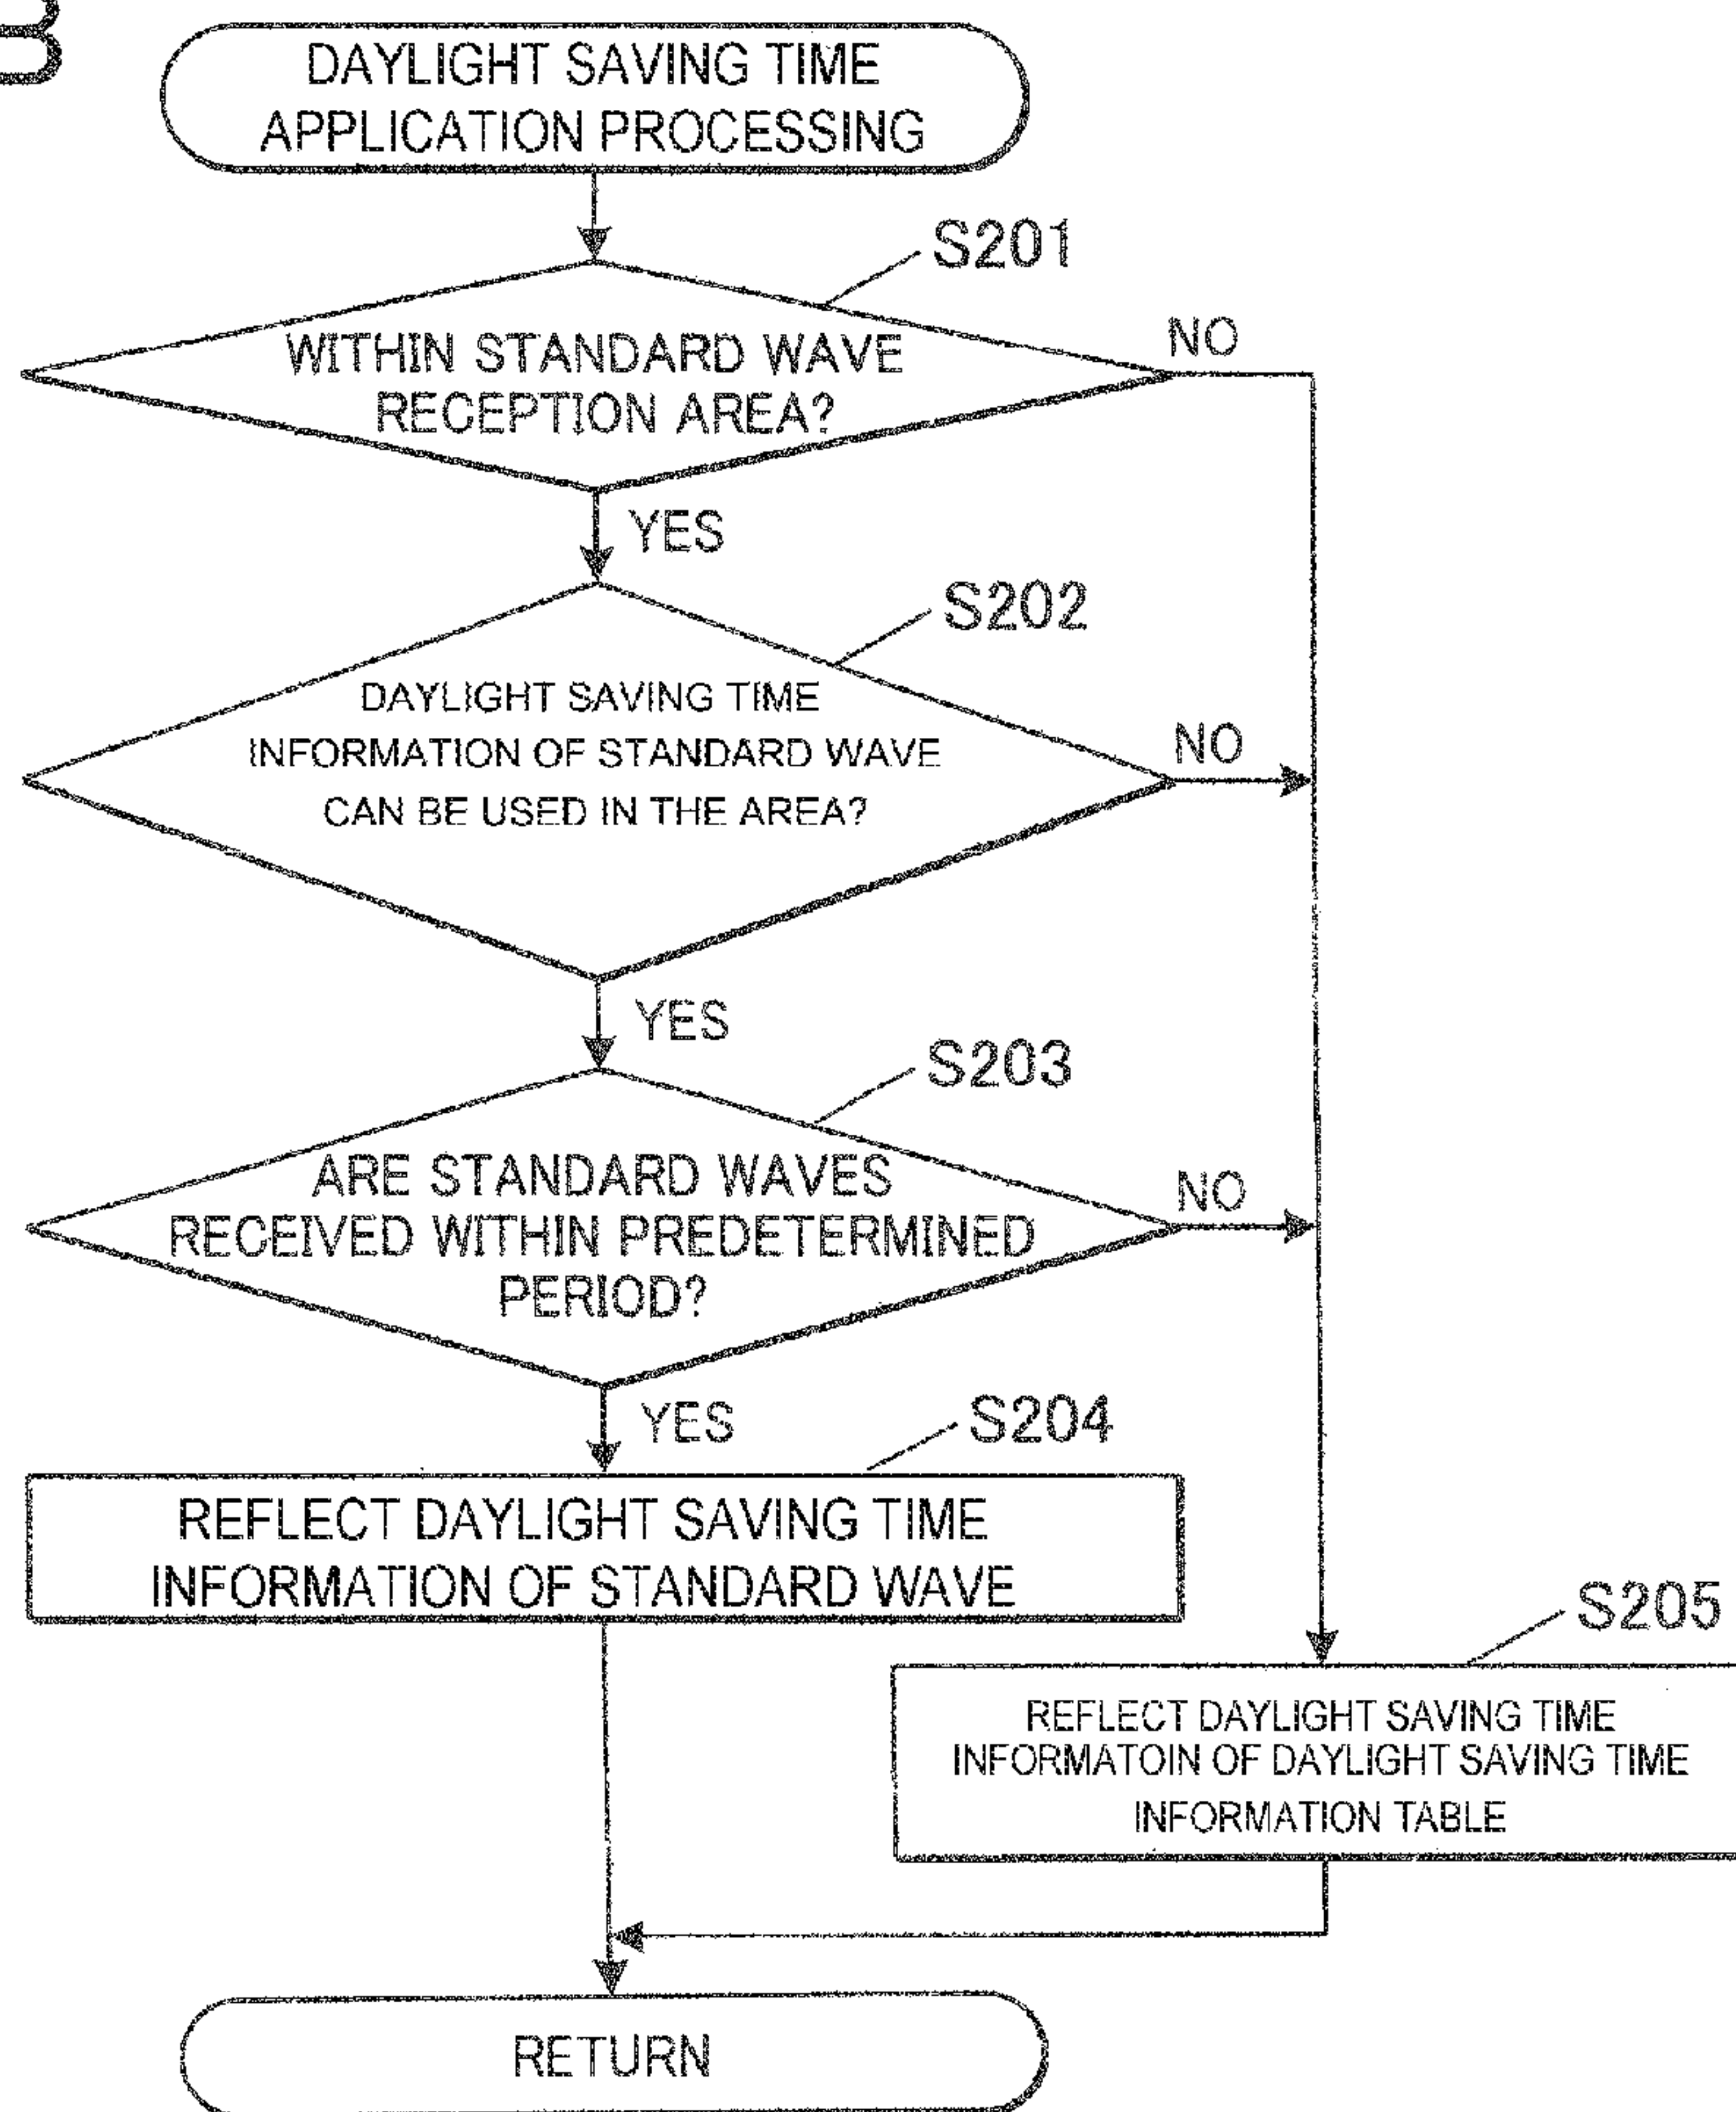 DAYLIGHT SAVING TIME
APPLICATION PROCESSING
S201
WITHIN STANDARD WAVE
RECEPTION AREA?
NO
YES
S202
DAYLIGHT SAVING TIME
INFORMATION OF STANDARD WAVE
CAN BE USED IN THE AREA?
NO
YES
S203
ARE STANDARD WAVES
RECEIVED WITHIN PREDETERMINED
PERIOD?
NO
YES
S204
REFLECT DAYLIGHT SAVING TIME
INFORMATION OF STANDARD WAVE
S205
REFLECT DAYLIGHT SAVING TIME
INFORMATOIN OF DAYLIGHT SAVING TIME
INFORMATION TABLE
RETURN